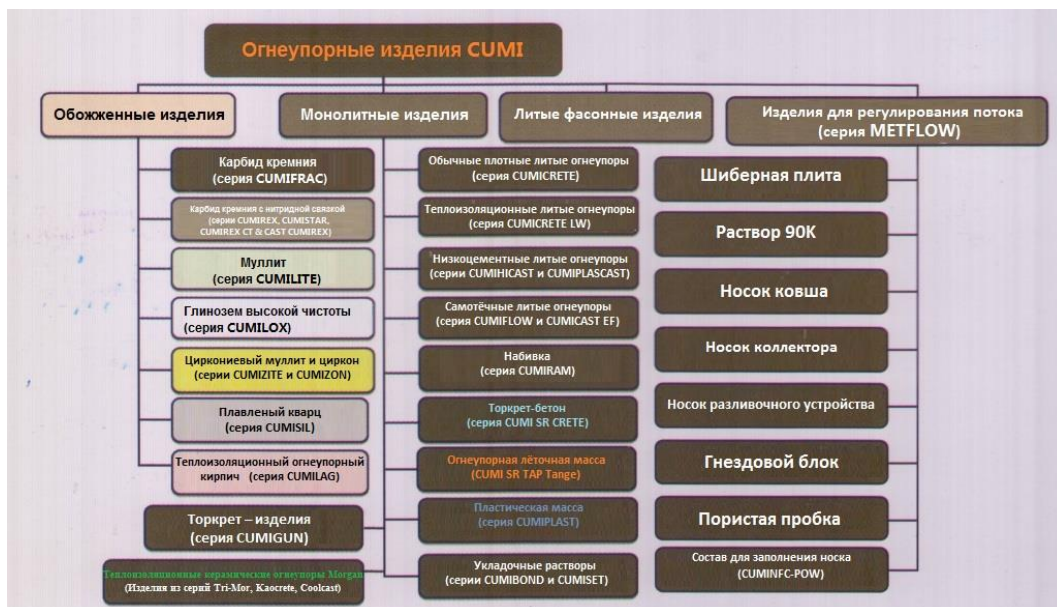 Огнеупорные изделия CUMI
Обожженные изделия
Монолитные изделия
Литые фасонные изделия
Изделия для регулирования потока
(серия METFLOW)
Карбид кремния
(серия CUMIFRAC)
Карбид кремния с нитридной связкой
(серии CUMIREX, CUMISTAR,
CUMIREX CT & CAST CUMIREX)
Муллит
(серия CUMILITE)
Глинозем высокой чистоты
(серия CUMILOX)
Циркониевый муллит и циркон
(серии CUMIZITE и CUMIZON)
Плавленый кварц
(серия CUMISIL)
Теплоизоляционный огнеупорный
кирпич (серия CUMILAG)
Торкрет – изделия
(серия CUMIGUN)
Теплоизоляционные керамические огнеупоры Morgan
(Изделия из серий Tri-Mor, Kaocrete, Coolcast)
Обычные плотные литые огнеупоры
(серия CUMICRETE)
Теплоизоляционные литые огнеупоры
(серия CUMICRETE LW)
Низкоцементные литые огнеупоры
(серии CUMIHICAST и CUMIPLASCAST)
Самотёчные литые огнеупоры
(серия CUMIFLOW и CUMICAST EF)
Набивка
(серия CUMIRAM)
Торкрет-бетон
(серия CUMI SR CRETE)
Огнеупорная лёточная масса
(CUMI SR TAP Tange)
Пластическая масса
(серия CUMIPLAST)
Укладочные растворы
(серии CUMIBOND и CUMISET)
Шиберная плита
Раствор 90K
Носок ковша
Носок коллектора
Носок разливочного устройства
Гнездовой блок
Пористая пробка
Состав для заполнения носка
(CUMINFC-POW)